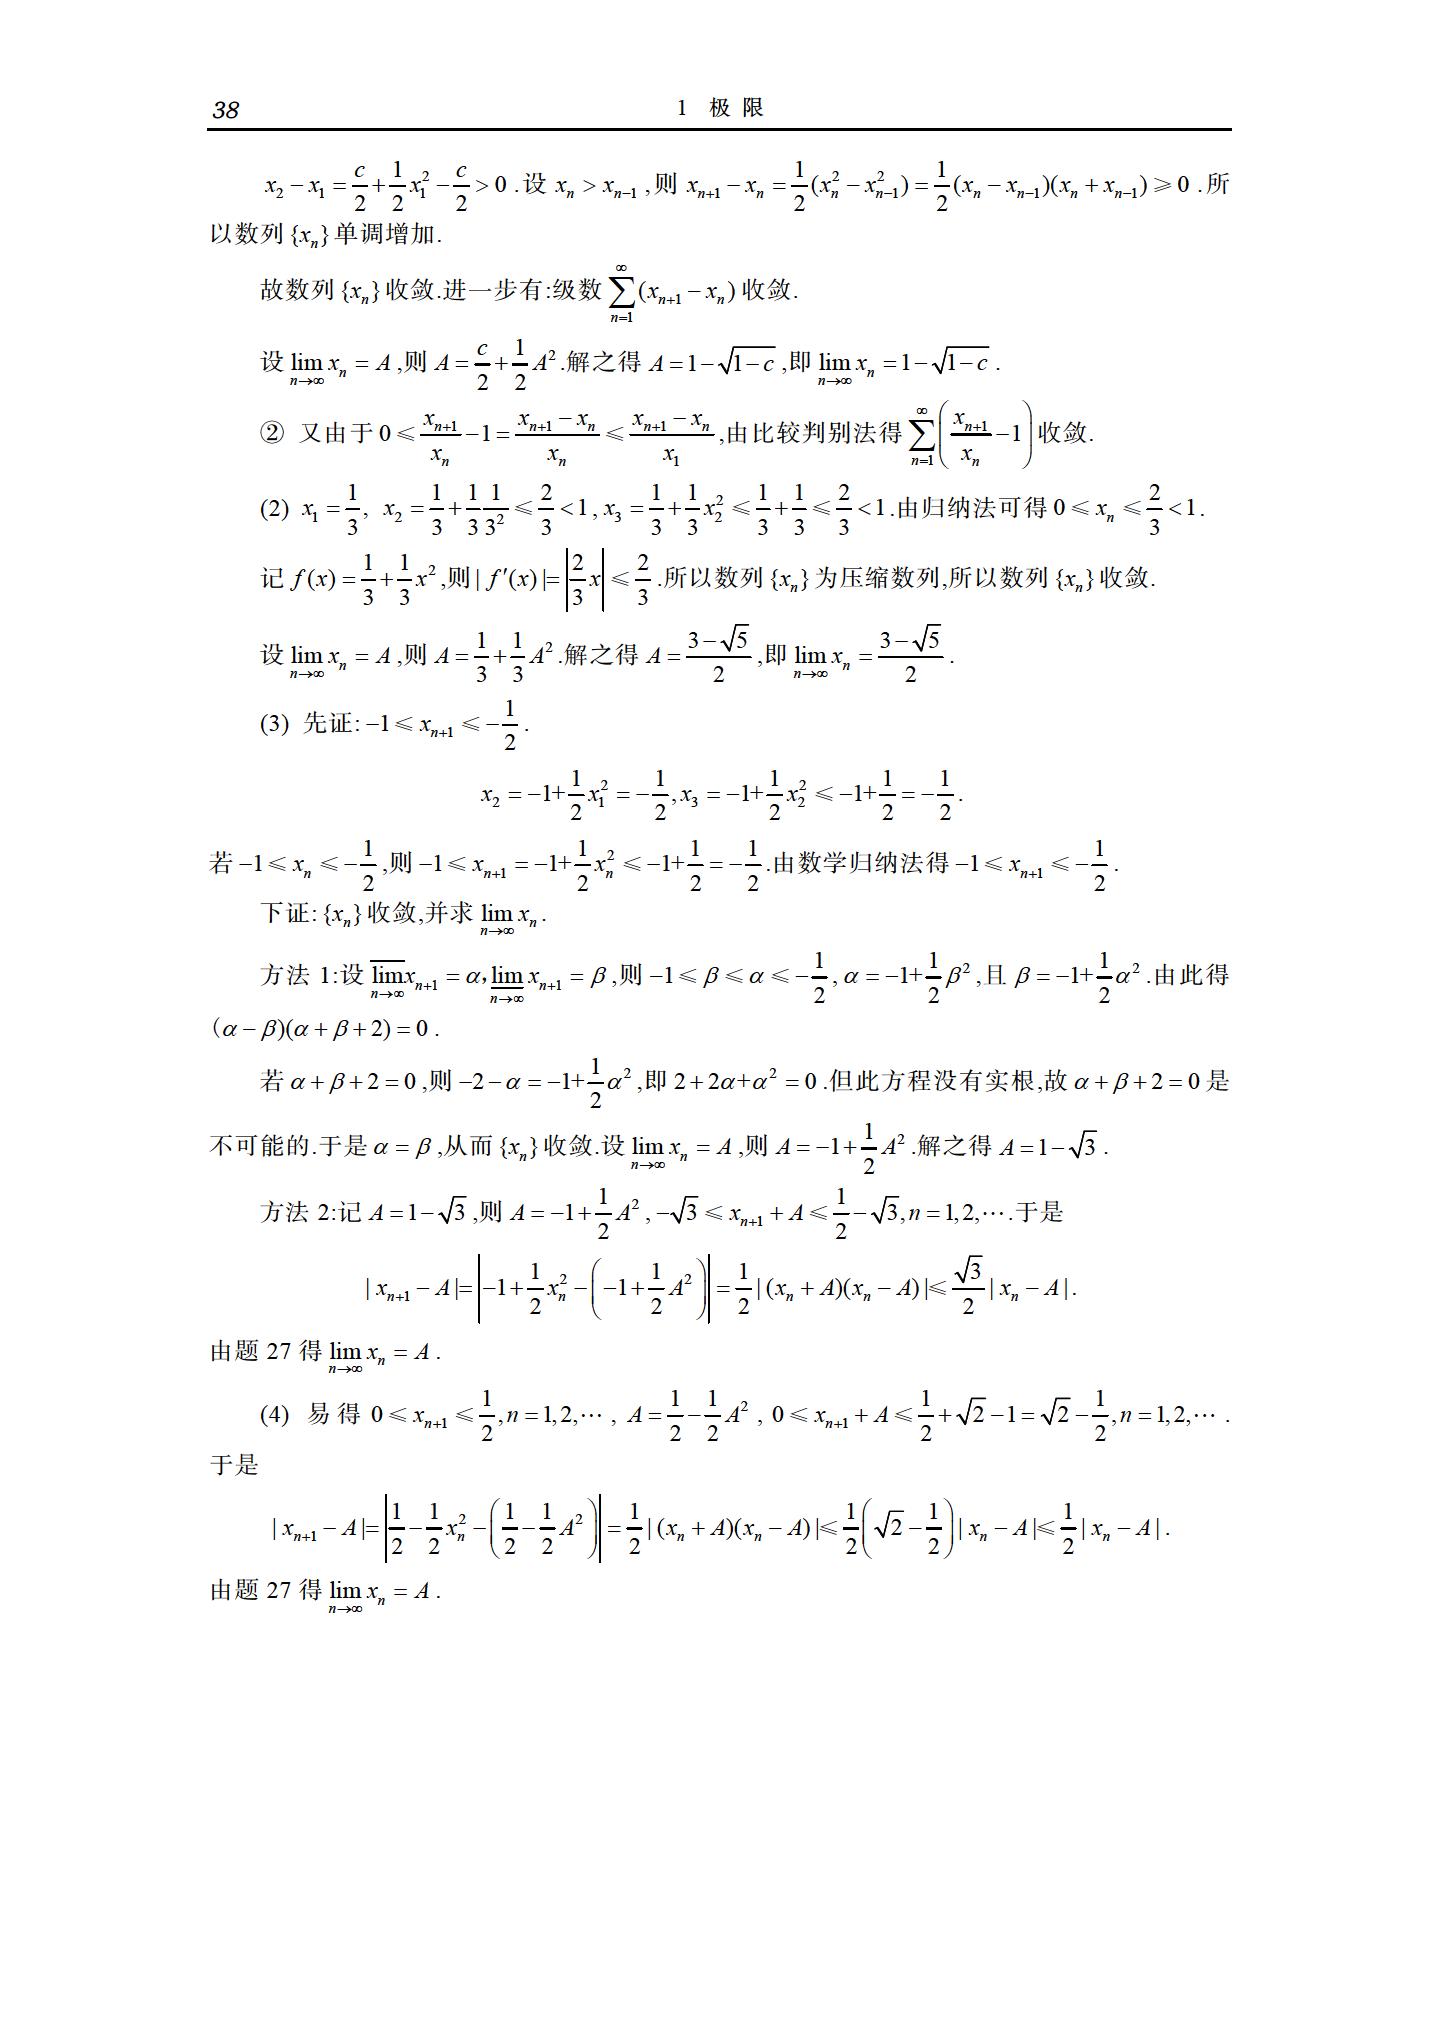 38 1 极 限
$x_2 - x_1 = \frac{c}{2} + \frac{1}{2}x_1^2 - \frac{c}{2} > 0$.设 $x_n > x_{n-1}$,则 $x_{n+1} - x_n = \frac{1}{2}(x_n^2 - x_{n-1}^2) = \frac{1}{2}(x_n - x_{n-1})(x_n + x_{n-1}) \geqslant 0$.所
以数列$\{x_n\}$单调增加.
故数列$\{x_n\}$收敛.进一步有:级数$\sum_{n=1}^{\infty}(x_{n+1} - x_n)$收敛.
设$\lim_{n\to\infty} x_n = A$,则 $A = \frac{c}{2} + \frac{1}{2}A^2$.解之得 $A = 1 - \sqrt{1-c}$,即$\lim_{n\to\infty} x_n = 1 - \sqrt{1-c}$.
② 又由于 $0 \leqslant \frac{x_{n+1}}{x_n} - 1 = \frac{x_{n+1} - x_n}{x_n} \leqslant \frac{x_{n+1} - x_n}{x_1}$,由比较判别法得$\sum_{n=1}^{\infty}\left(\frac{x_{n+1}}{x_n} - 1\right)$收敛.
(2) $x_1 = \frac{1}{3}, x_2 = \frac{1}{3} + \frac{1}{3}\frac{1}{3^2} \leqslant \frac{2}{3} < 1, x_3 = \frac{1}{3} + \frac{1}{3}x_2^2 \leqslant \frac{1}{3} + \frac{1}{3} \leqslant \frac{2}{3} < 1$.由归纳法可得 $0 \leqslant x_n \leqslant \frac{2}{3} < 1$.
记 $f(x) = \frac{1}{3} + \frac{1}{3}x^2$,则$|f'(x)| = \left|\frac{2}{3}x\right| \leqslant \frac{2}{3}$.所以数列$\{x_n\}$为压缩数列,所以数列$\{x_n\}$收敛.
设$\lim_{n\to\infty} x_n = A$,则 $A = \frac{1}{3} + \frac{1}{3}A^2$.解之得 $A = \frac{3-\sqrt{5}}{2}$,即$\lim_{n\to\infty} x_n = \frac{3-\sqrt{5}}{2}$.
(3) 先证:$-1 \leqslant x_{n+1} \leqslant -\frac{1}{2}$.
$x_2 = -1 + \frac{1}{2}x_1^2 = -\frac{1}{2}, x_3 = -1 + \frac{1}{2}x_2^2 \leqslant -1 + \frac{1}{2} = -\frac{1}{2}$.
若$-1 \leqslant x_n \leqslant -\frac{1}{2}$,则$-1 \leqslant x_{n+1} = -1 + \frac{1}{2}x_n^2 \leqslant -1 + \frac{1}{2} = -\frac{1}{2}$.由数学归纳法得$-1 \leqslant x_{n+1} \leqslant -\frac{1}{2}$.
下证:$\{x_n\}$收敛,并求$\lim_{n\to\infty} x_n$.
方法 1:设$\overline{\lim}_{n\to\infty} x_{n+1} = \alpha$,$\underline{\lim}_{n\to\infty} x_{n+1} = \beta$,则$-1 \leqslant \beta \leqslant \alpha \leqslant -\frac{1}{2}, \alpha = -1 + \frac{1}{2}\beta^2$,且 $\beta = -1 + \frac{1}{2}\alpha^2$.由此得
$(\alpha - \beta)(\alpha + \beta + 2) = 0$.
若 $\alpha + \beta + 2 = 0$,则$-2 - \alpha = -1 + \frac{1}{2}\alpha^2$,即 $2 + 2\alpha + \alpha^2 = 0$.但此方程没有实根,故 $\alpha + \beta + 2 = 0$ 是
不可能的.于是 $\alpha = \beta$,从而$\{x_n\}$收敛.设$\lim_{n\to\infty} x_n = A$,则 $A = -1 + \frac{1}{2}A^2$.解之得 $A = 1 - \sqrt{3}$.
方法 2:记 $A = 1 - \sqrt{3}$,则 $A = -1 + \frac{1}{2}A^2, -\sqrt{3} \leqslant x_{n+1} + A \leqslant \frac{1}{2} - \sqrt{3}, n = 1, 2, \cdots$.于是
$|x_{n+1} - A| = \left|-1 + \frac{1}{2}x_n^2 - \left(-1 + \frac{1}{2}A^2\right)\right| = \frac{1}{2}|(x_n + A)(x_n - A)| \leqslant \frac{\sqrt{3}}{2}|x_n - A|$.
由题 27 得$\lim_{n\to\infty} x_n = A$.
(4) 易得 $0 \leqslant x_{n+1} \leqslant \frac{1}{2}, n = 1, 2, \cdots, A = \frac{1}{2} - \frac{1}{2}A^2, 0 \leqslant x_{n+1} + A \leqslant \frac{1}{2} + \sqrt{2} - 1 = \sqrt{2} - \frac{1}{2}, n = 1, 2, \cdots$.
于是
$|x_{n+1} - A| = \left|\frac{1}{2} - \frac{1}{2}x_n^2 - \left(\frac{1}{2} - \frac{1}{2}A^2\right)\right| = \frac{1}{2}|(x_n + A)(x_n - A)| \leqslant \frac{1}{2}\left(\sqrt{2} - \frac{1}{2}\right)|x_n - A| \leqslant \frac{1}{2}|x_n - A|$.
由题 27 得$\lim_{n\to\infty} x_n = A$.